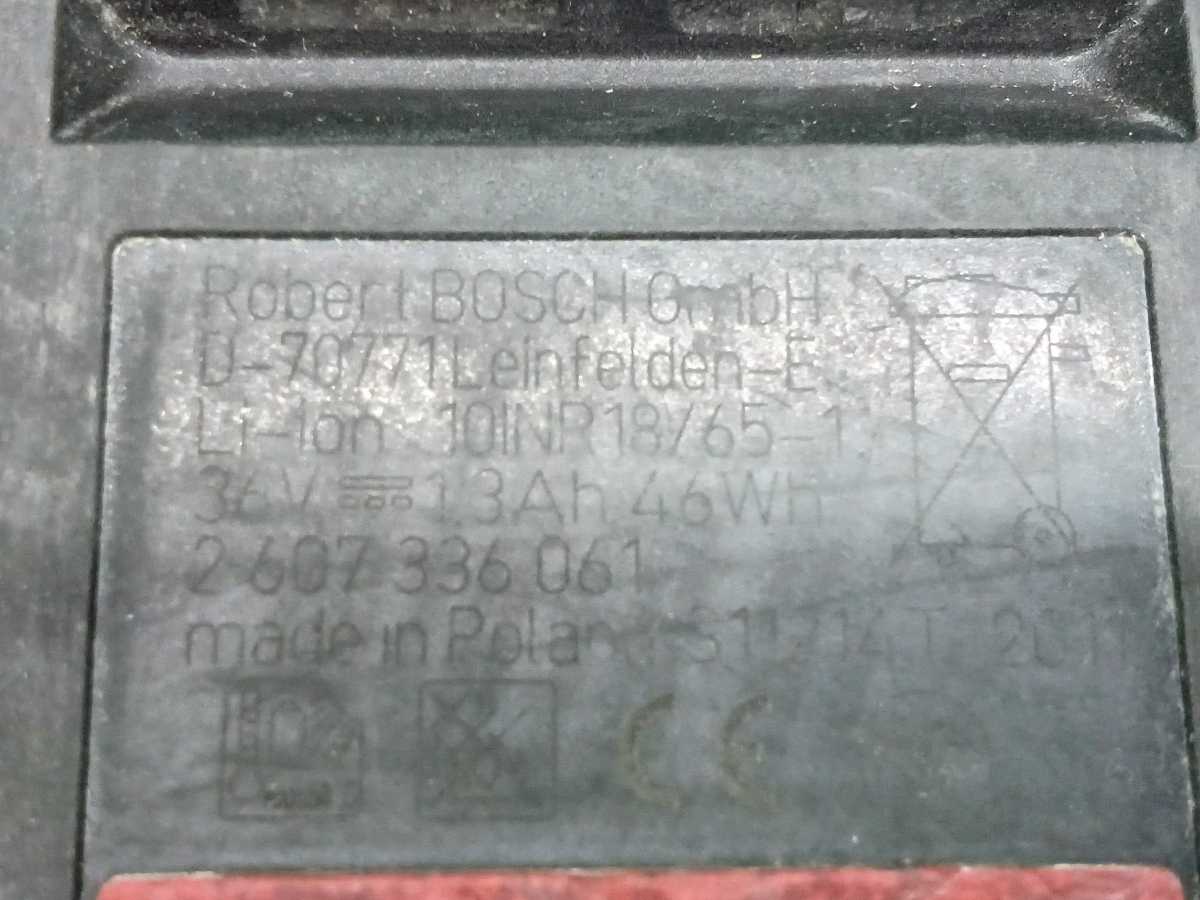 Robert BOSCH GmbH
D-70771 Leinfelden-E.
Li-Ion 10INR18/65-1
36V 1.3Ah 46Wh
2 607 336 061
made in Poland 2011
CE